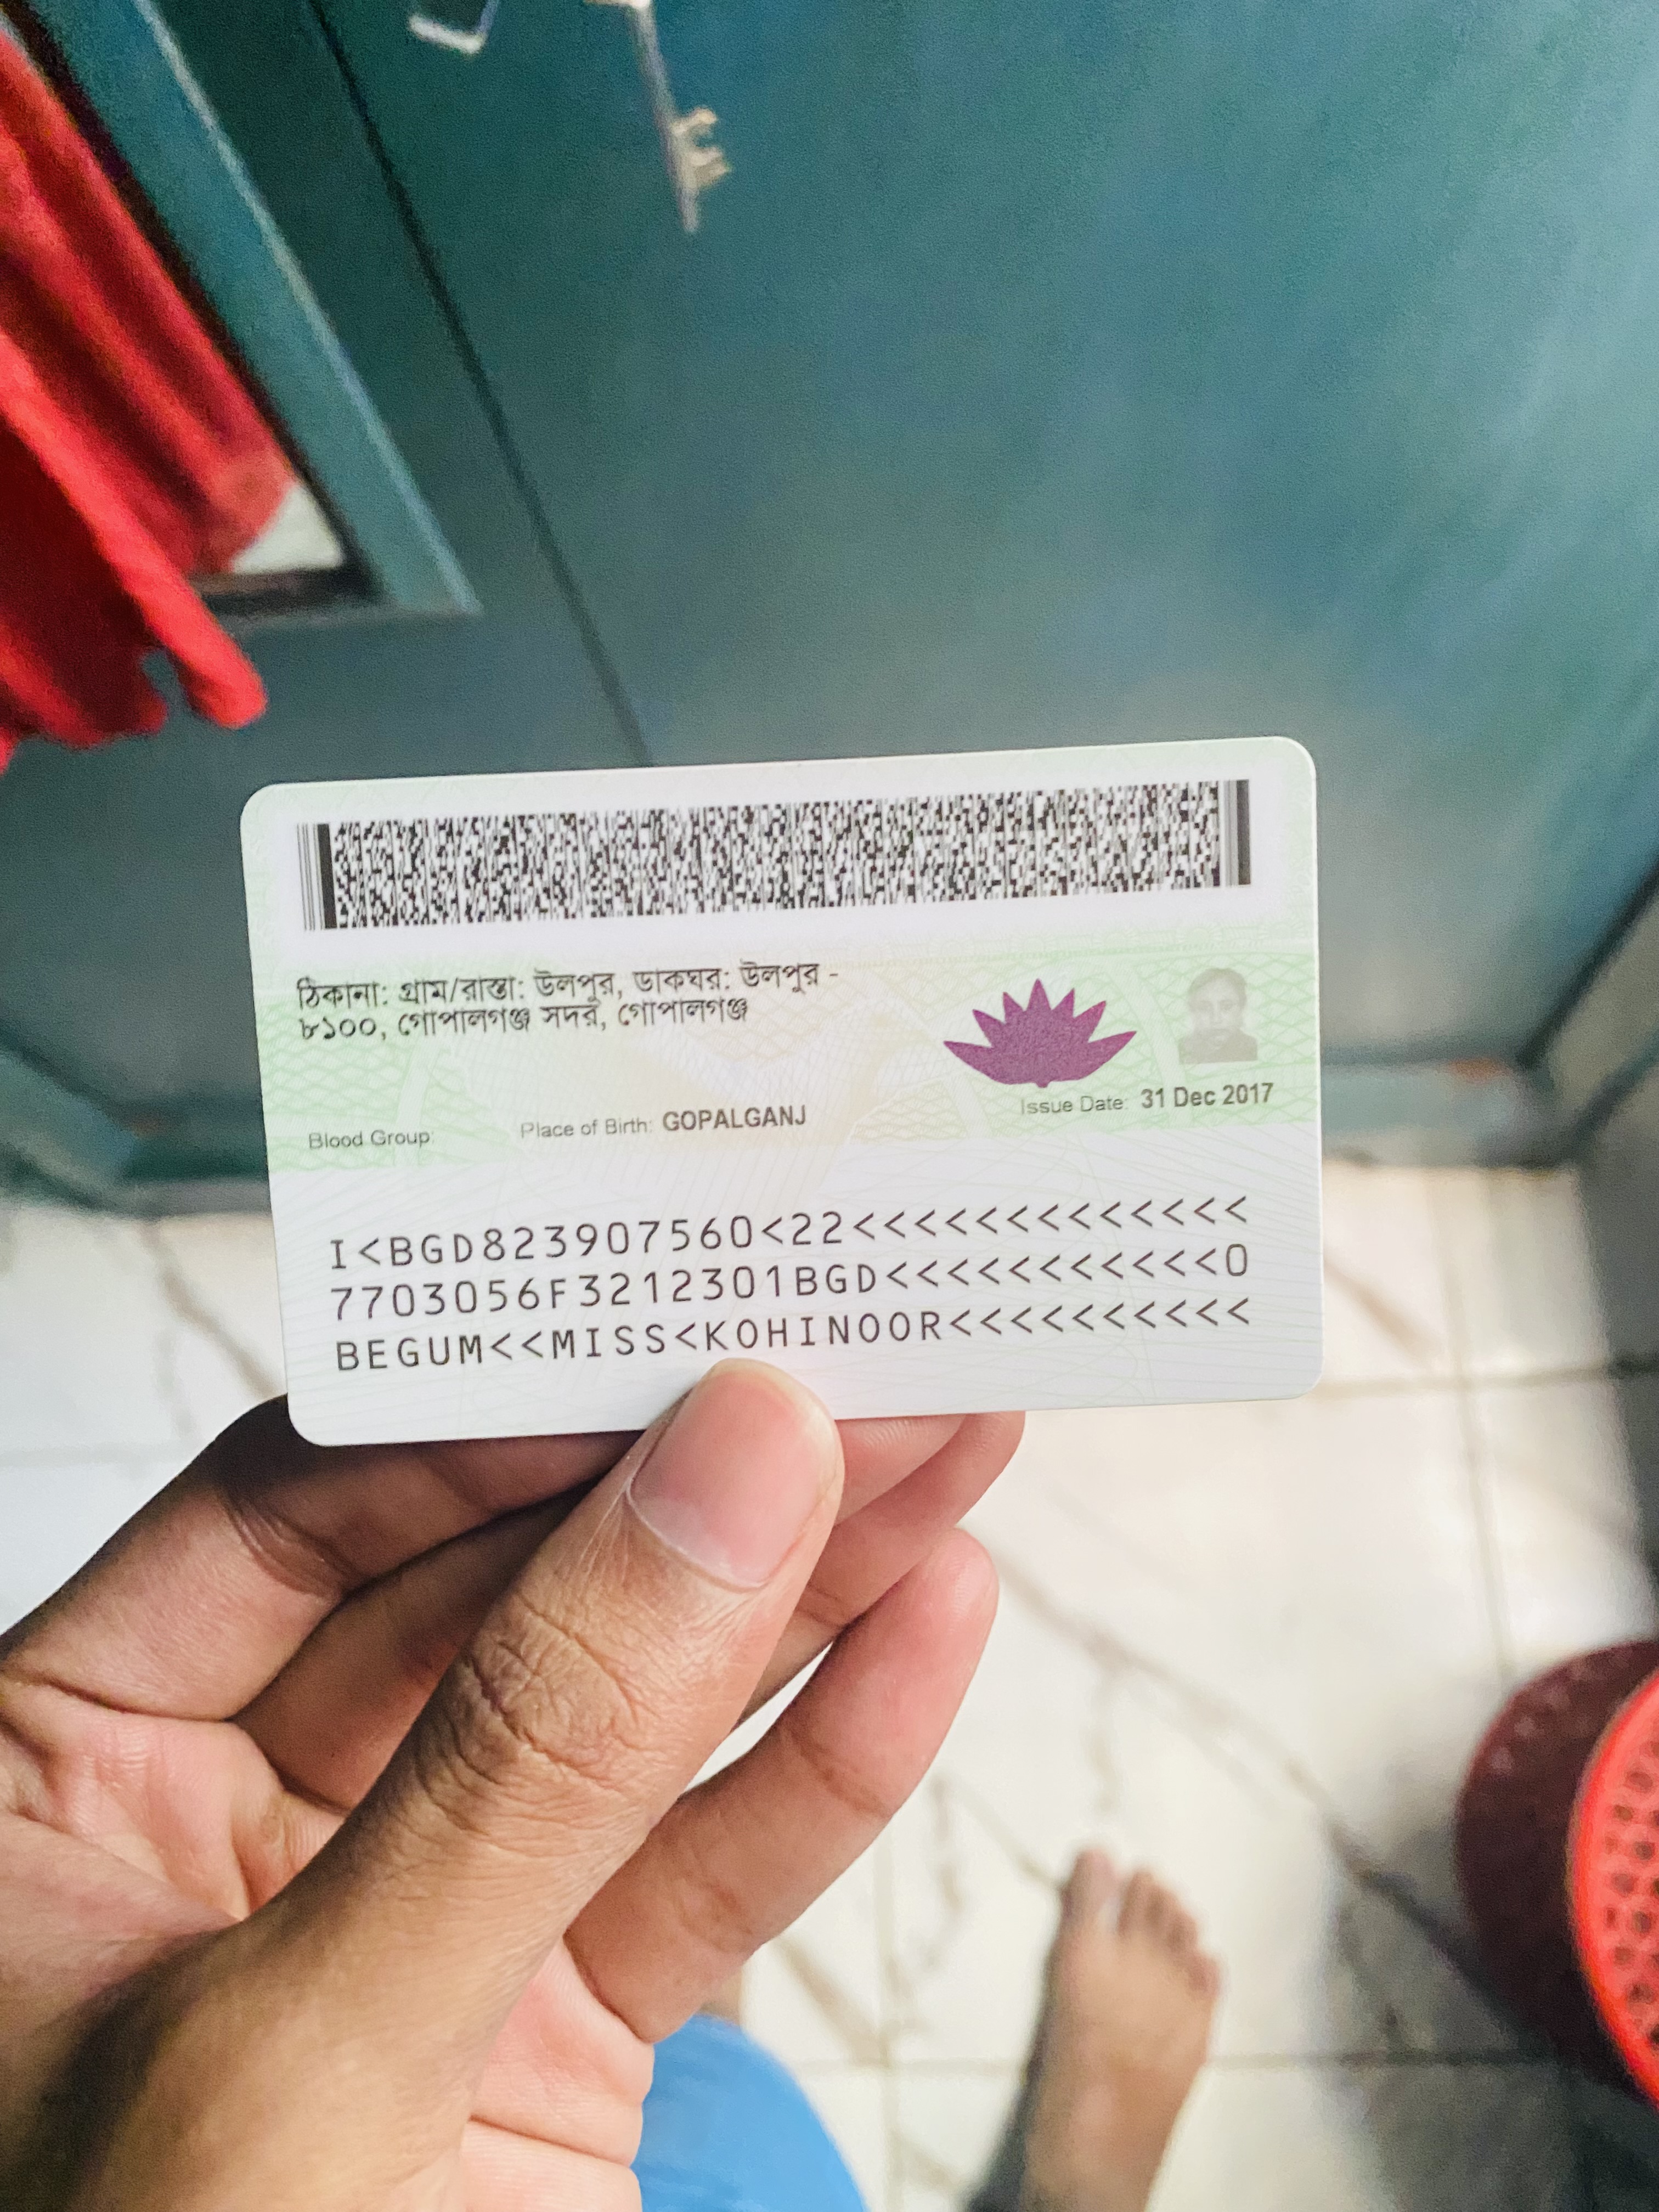 ঠিকানা: গ্রাম/রাস্তা: উলপুর, ডাকঘর: উলপুর -
৮১০০, গোপালগঞ্জ সদর, গোপালগঞ্জ
Blood Group: Place of Birth: GOPALGANJ Issue Date: 31 Dec 2017
I<BGD823907560<22<<<<<<<<<<<<<
7703056F3212301BGD<<<<<<<<<<<0
BEGUM<<MISS<KOHINOOR<<<<<<<<<<